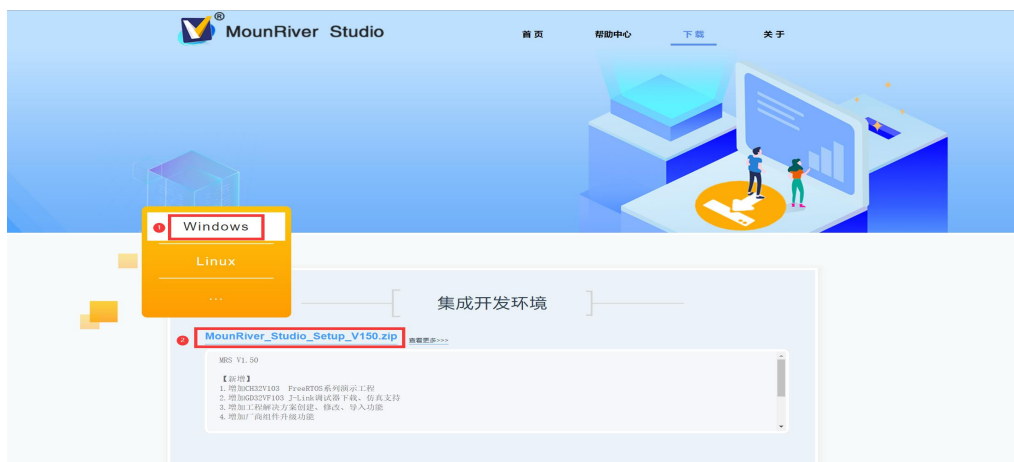 MounRiver Studio®
首页 帮助中心 下载 关于
1 Windows
Linux
...
集成开发环境
2 MounRiver_Studio_Setup_V150.zip 查看更多>>>
MRS V1.50
【新增】
1. 增加CH32V103 FreeRTOS系列演示工程
2. 增加GD32VF103 J-Link调试器下载、仿真支持
3. 增加工程解决方案创建、修改、导入功能
4. 增加厂商组件升级功能